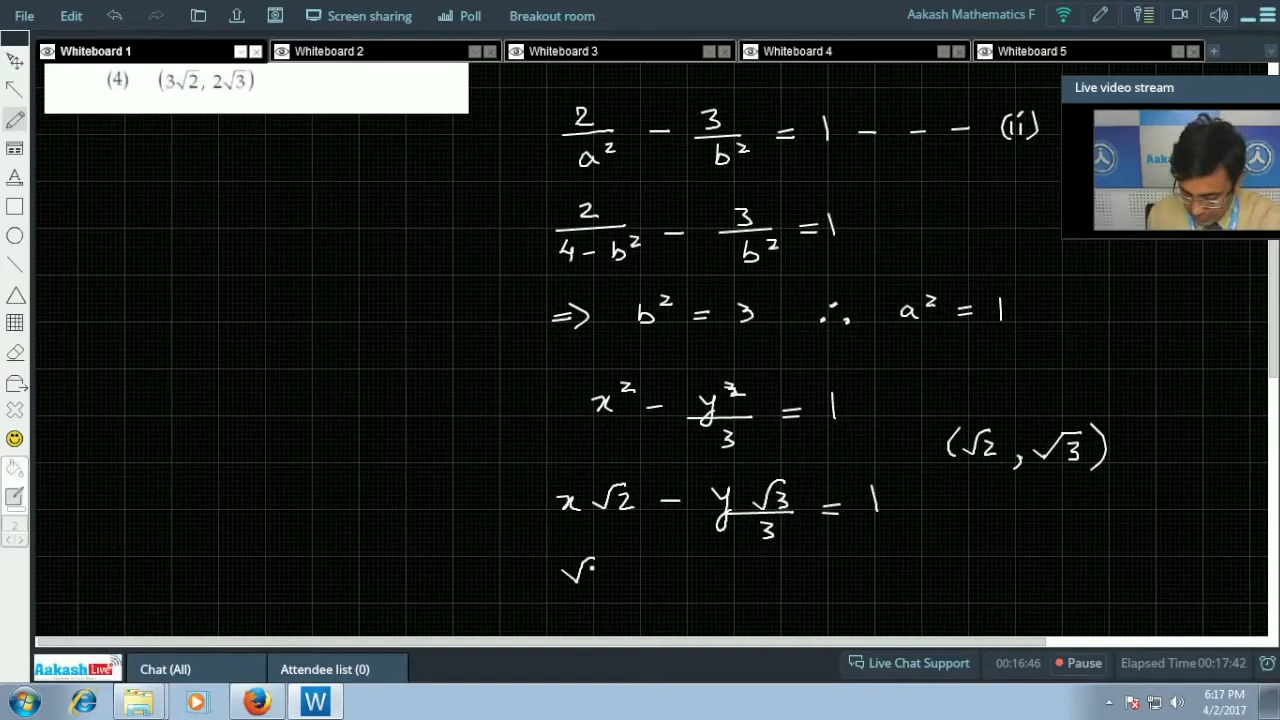 File Edit Screen sharing Poll Breakout room Aakash Mathematics F
Whiteboard 1 Whiteboard 2 Whiteboard 3 Whiteboard 4 Whiteboard 5
(4) (3√2, 2√3)
Live video stream
2/a² - 3/b² = 1 - - - (ii)
2/(4-b²) - 3/b² = 1
=> b² = 3 ∴ a² = 1
x² - y²/3 = 1
(√2, √3)
x√2 - y√3/3 = 1
√
Aakash Live Chat (All) Attendee list (0) Live Chat Support 00:16:46 Pause Elapsed Time 00:17:42
W 6:17 PM
4/2/2017